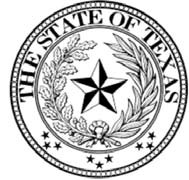 THE STATE OF TEXAS